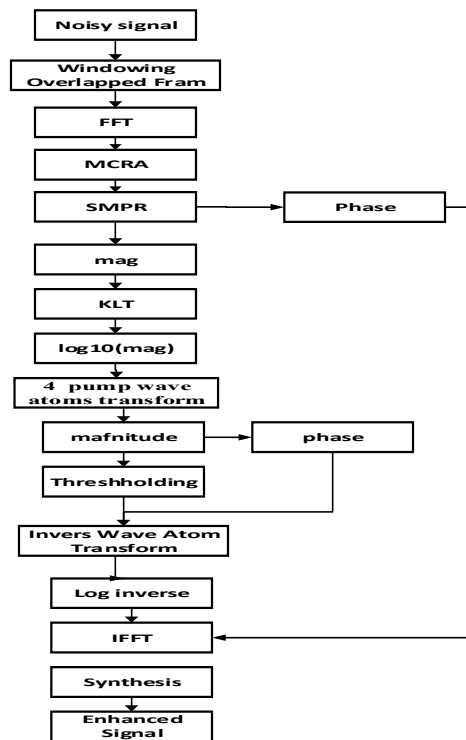 Noisy signal
Windowing
Overlapped Fram
FFT
MCRA
SMPR
Phase
mag
KLT
log10(mag)
4 pump wave
atoms transform
mafnitude
phase
Threshholding
Invers Wave Atom
Transform
Log inverse
IFFT
Synthesis
Enhanced
Signal